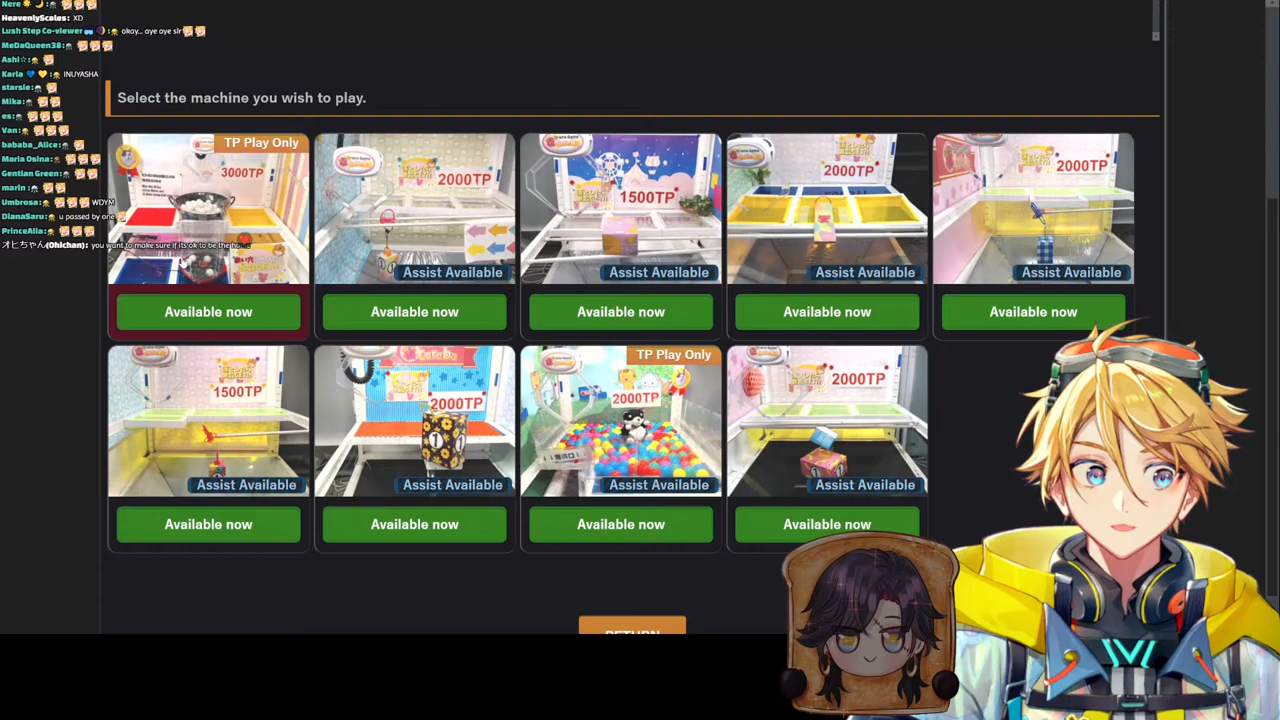 Nere
HeavenlyScales: XD
Lush Step Co-viewer : okay... aye aye sir
MeDaQueen38:
Ashi☆:
Karla : INUYASHA
starsie:
Mika:
es:
Van:
bababa_Alice:
Maria Osina:
Gentian Green:
marin:
Umbrosa: WDYM
DianaSaru: u passed by one
PrinceAlia:
オヒちゃん(Ohichan): you want to make sure if its ok to be the
Select the machine you wish to play.
TP Play Only
3000TP
Available now
2000TP
Assist Available
Available now
1500TP
Assist Available
Available now
2000TP
Assist Available
Available now
2000TP
Assist Available
Available now
1500TP
Assist Available
Available now
2000TP
Assist Available
Available now
TP Play Only
2000TP
Assist Available
Available now
2000TP
Assist Available
Available now
RETURN